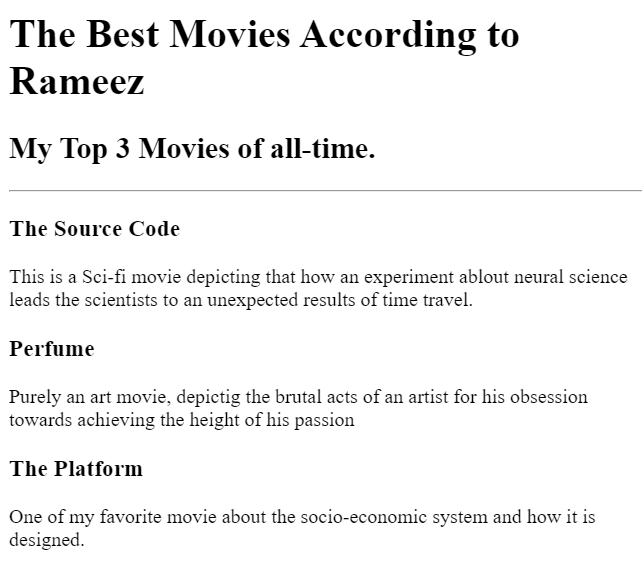 The Best Movies According to
Rameez
My Top 3 Movies of all-time.
The Source Code
This is a Sci-fi movie depicting that how an experiment ablout neural science
leads the scientists to an unexpected results of time travel.
Perfume
Purely an art movie, depictig the brutal acts of an artist for his obsession
towards achieving the height of his passion
The Platform
One of my favorite movie about the socio-economic system and how it is
designed.